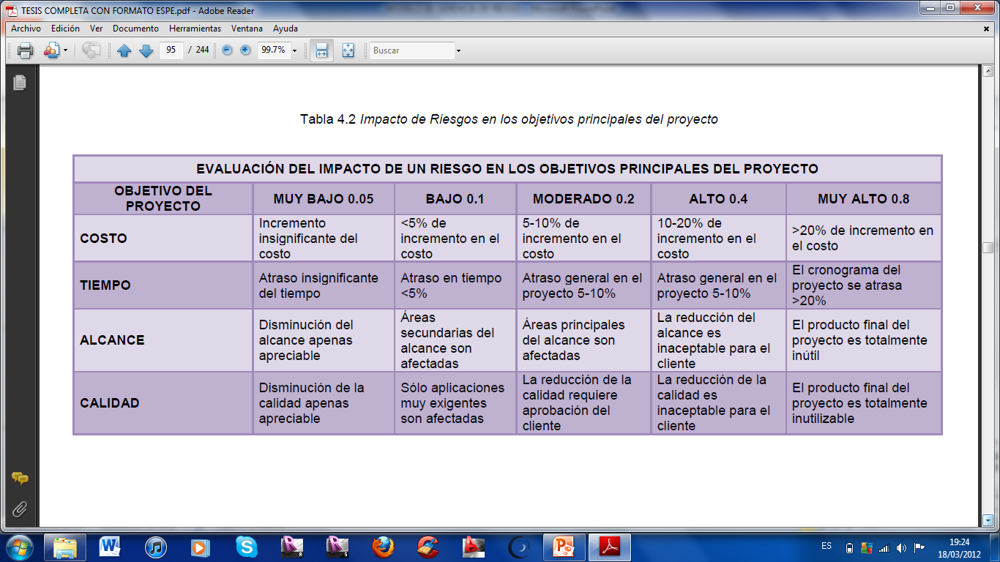 TESIS COMPLETA CON FORMATO ESPE.pdf - Adobe Reader
Archivo Edición Ver Documento Herramientas Ventana Ayuda
95 / 244 99.7% Buscar
Tabla 4.2 Impacto de Riesgos en los objetivos principales del proyecto
EVALUACIÓN DEL IMPACTO DE UN RIESGO EN LOS OBJETIVOS PRINCIPALES DEL PROYECTO
OBJETIVO DEL
PROYECTO
MUY BAJO 0.05
BAJO 0.1
MODERADO 0.2
ALTO 0.4
MUY ALTO 0.8
COSTO
Incremento
insignificante del
costo
<5% de
incremento en el
costo
5-10% de
incremento en el
costo
10-20% de
incremento en el
costo
>20% de incremento en
el costo
TIEMPO
Atraso insignificante
del tiempo
Atraso en tiempo
<5%
Atraso general en el
proyecto 5-10%
Atraso general en el
proyecto 5-10%
El cronograma del
proyecto se atrasa
>20%
ALCANCE
Disminución del
alcance apenas
apreciable
Áreas
secundarias del
alcance son
afectadas
Áreas principales
del alcance son
afectadas
La reducción del
alcance es
inaceptable para el
cliente
El producto final del
proyecto es totalmente
inútil
CALIDAD
Disminución de la
calidad apenas
apreciable
Sólo aplicaciones
muy exigentes
son afectadas
La reducción de la
calidad requiere
aprobación del
cliente
La reducción de la
calidad es
inaceptable para el
cliente
El producto final del
proyecto es totalmente
inutilizable
ES
19:24
18/03/2012